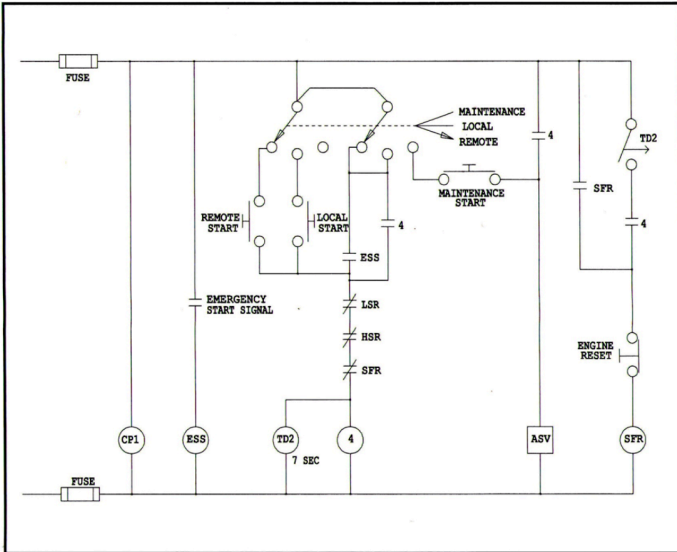 FUSE
MAINTENANCE
LOCAL
REMOTE
4
TD2
SFR
MAINTENANCE
START
REMOTE
START
LOCAL
START
4
4
ESS
EMERGENCY
START SIGNAL
LSR
HSR
ENGINE
RESET
SFR
CP1
ESS
TD2
4
ASV
SFR
7 SEC
FUSE